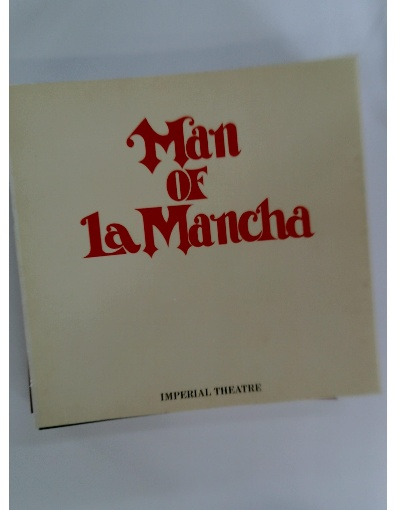 Man
OF
la Mancha
IMPERIAL THEATRE